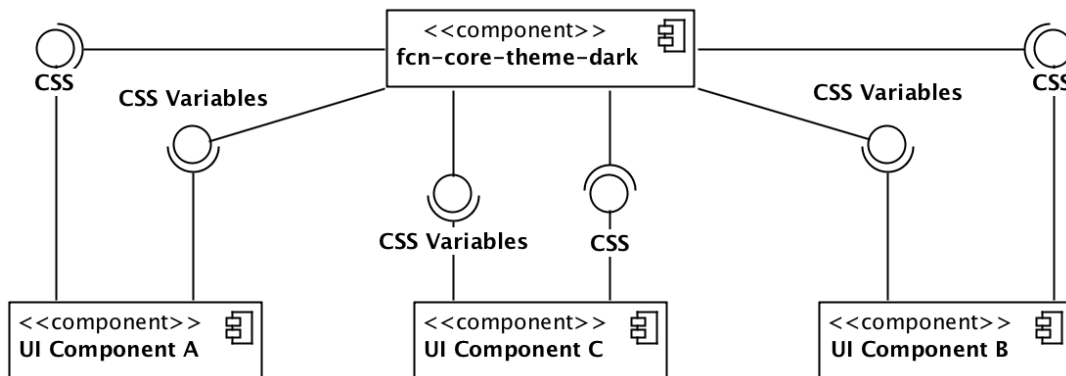 <<component>>
fcn-core-theme-dark
CSS
CSS Variables
CSS Variables
CSS
CSS Variables
CSS
<<component>>
UI Component A
<<component>>
UI Component C
<<component>>
UI Component B